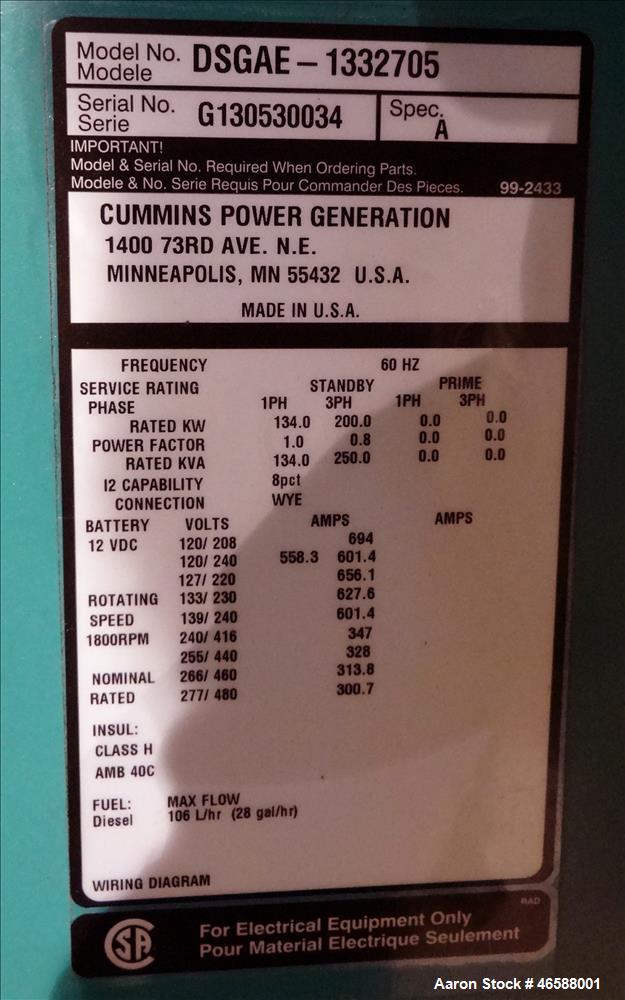 Model No. DSGAE – 1332705
Modele
Serial No. G130530034 Spec. A
Serie
IMPORTANT!
Model & Serial No. Required When Ordering Parts.
Modele & No. Serie Requis Pour Commander Des Pieces. 99-2433
CUMMINS POWER GENERATION
1400 73RD AVE. N.E.
MINNEAPOLIS, MN 55432 U.S.A.
MADE IN U.S.A.
FREQUENCY 60 HZ
SERVICE RATING STANDBY PRIME
PHASE 1PH 3PH 1PH 3PH
RATED KW 134.0 200.0 0.0 0.0
POWER FACTOR 1.0 0.8 0.0 0.0
RATED KVA 134.0 250.0 0.0 0.0
I2 CAPABILITY 8pct
CONNECTION WYE
BATTERY VOLTS AMPS AMPS
12 VDC 120/ 208 694
120/ 240 558.3 601.4
127/ 220 656.1
ROTATING 133/ 230 627.6
SPEED 139/ 240 601.4
1800RPM 240/ 416 347
255/ 440 328
NOMINAL 266/ 460 313.8
RATED 277/ 480 300.7
INSUL:
CLASS H
AMB 40C
FUEL: MAX FLOW
Diesel 106 L/hr (28 gal/hr)
WIRING DIAGRAM
RAD
SA For Electrical Equipment Only
Pour Material Electrique Seulement
Aaron Stock # 46588001